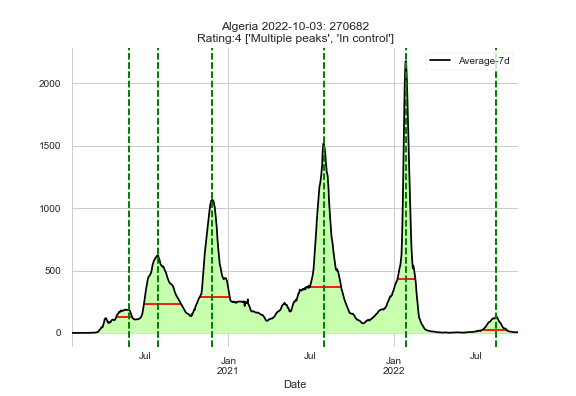 Algeria 2022-10-03: 270682
Rating:4 ['Multiple peaks', 'In control']
Average-7d
2000
1500
1000
500
0
Jul
Jan
2021
Jul
Jan
2022
Jul
Date